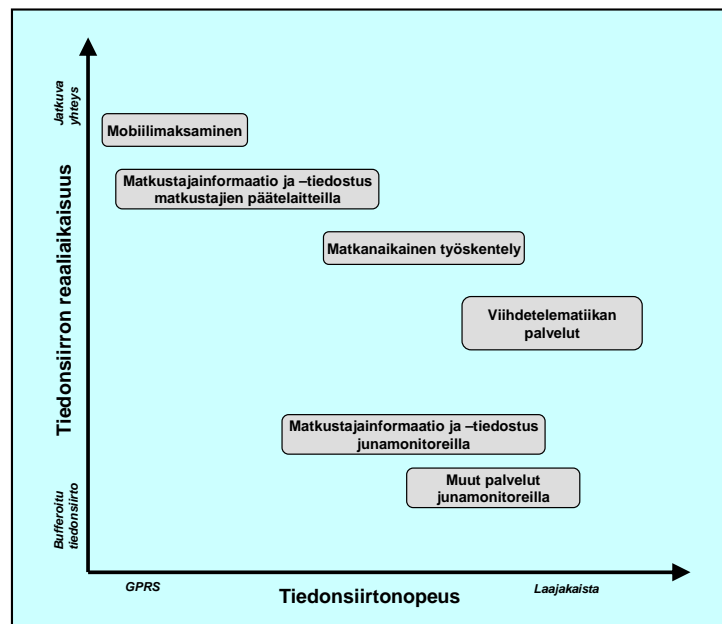 Jatkuva
yhteys
Mobiilimaksaminen
Matkustajainformaatio ja –tiedostus
matkustajien päätelaitteilla
Tiedonsiirron reaaliaikaisuus
Matkanaikainen työskentely
Viihdetelematiikan
palvelut
Matkustajainformaatio ja –tiedostus
junamonitoreilla
Muut palvelut
junamonitoreilla
Bufferoitu
tiedonsiirto
GPRS
Tiedonsiirtonopeus
Laajakaista